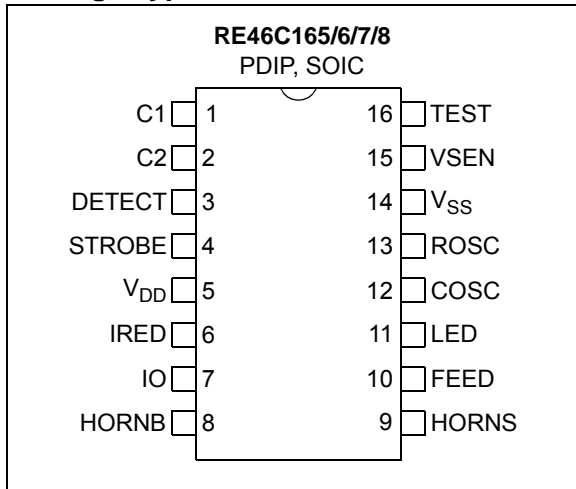 RE46C165/6/7/8
PDIP, SOIC
C1 1 16 TEST
C2 2 15 VSEN
DETECT 3 14 VSS
STROBE 4 13 ROSC
VDD 5 12 COSC
IRED 6 11 LED
IO 7 10 FEED
HORNB 8 9 HORNS